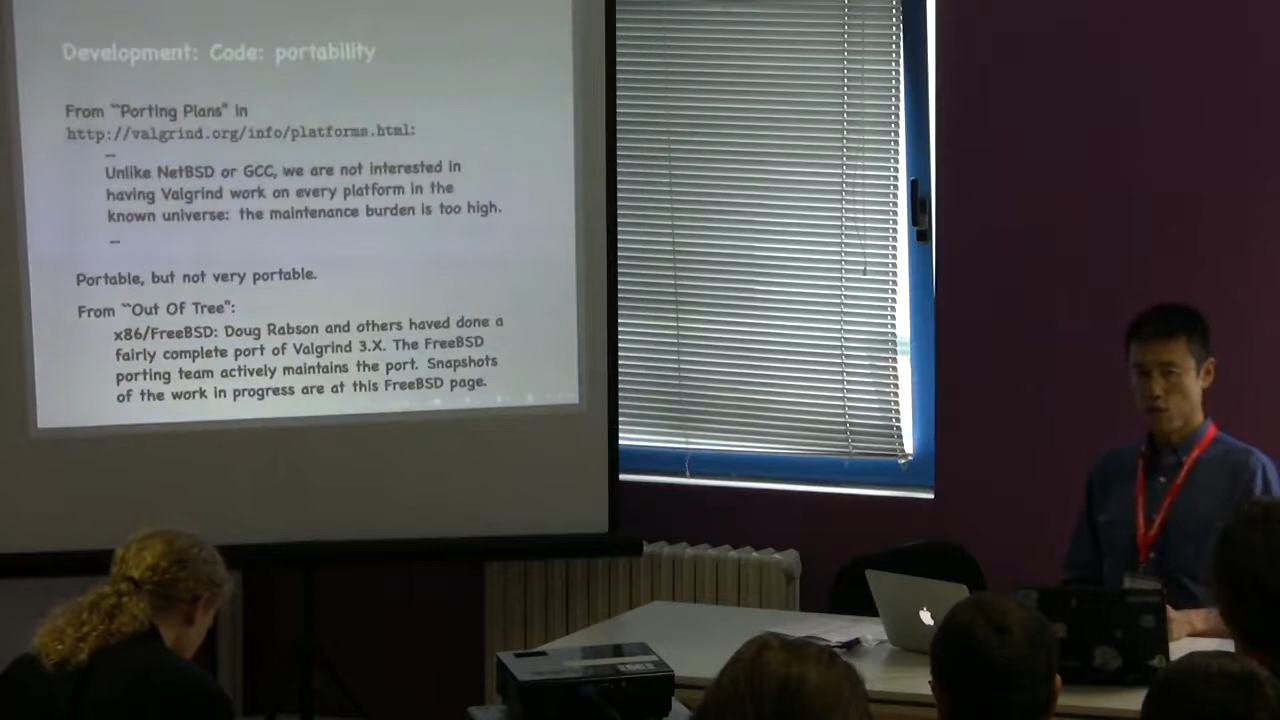 Development: Code: portability
From "Porting Plans" in
http://valgrind.org/info/platforms.html:
…
Unlike NetBSD or GCC, we are not interested in
having Valgrind work on every platform in the
known universe: the maintenance burden is too high.
…
Portable, but not very portable.
From "Out Of Tree":
x86/FreeBSD: Doug Rabson and others haved done a
fairly complete port of Valgrind 3.X. The FreeBSD
porting team actively maintains the port. Snapshots
of the work in progress are at this FreeBSD page.